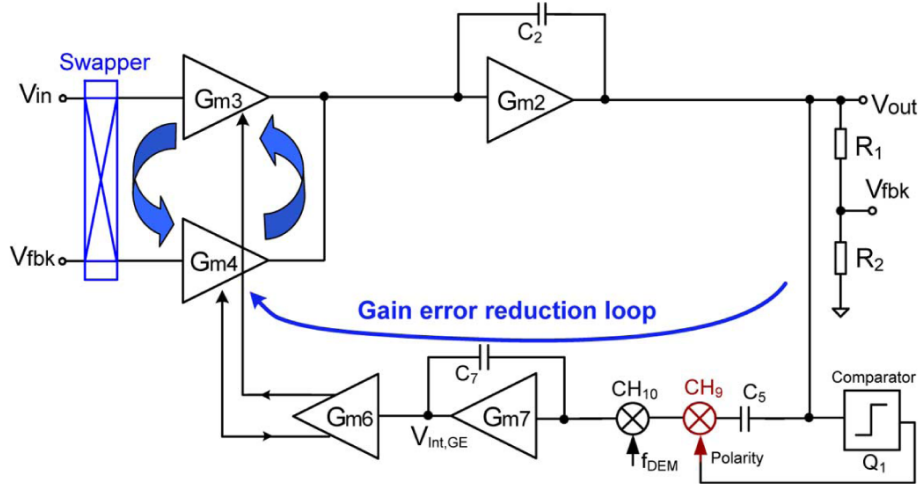 C2
Swapper
Vin
Gm3
Gm2
Vout
R1
Vfbk
Vfbk
Gm4
R2
Gain error reduction loop
C7
CH10
CH9
C5
Comparator
Gm6
Gm7
VInt,GE
fDEM
Polarity
Q1